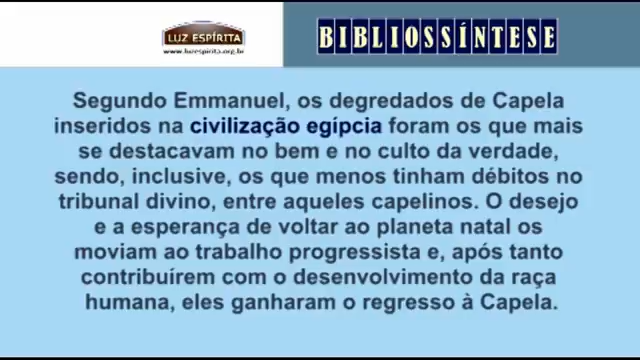 LUZ ESPÍRITA
www.luzespirita.org.br
BIBLIOSSÍNTESE
Segundo Emmanuel, os degredados de Capela
inseridos na civilização egípcia foram os que mais
se destacavam no bem e no culto da verdade,
sendo, inclusive, os que menos tinham débitos no
tribunal divino, entre aqueles capelinos. O desejo
e a esperança de voltar ao planeta natal os
moviam ao trabalho progressista e, após tanto
contribuírem com o desenvolvimento da raça
humana, eles ganharam o regresso à Capela.